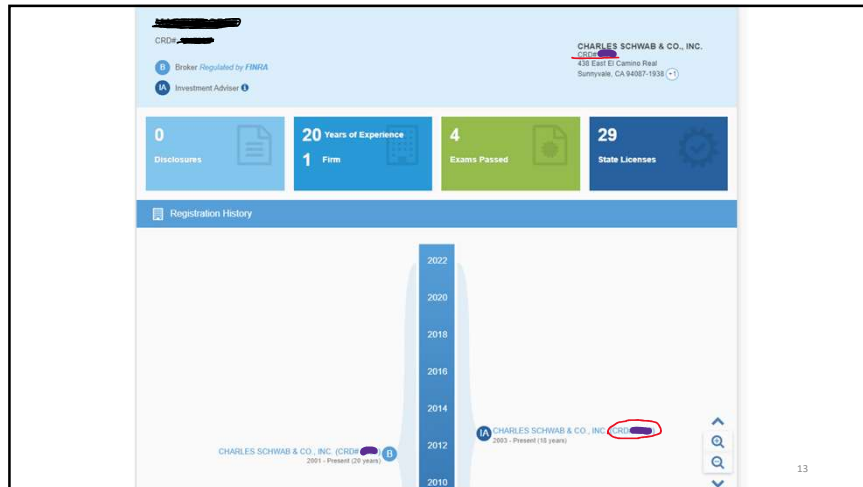 CRD#
B Broker Regulated by FINRA
IA Investment Adviser
CHARLES SCHWAB & CO., INC.
CRD#
438 East El Camino Real
Sunnyvale, CA 94087-1938 +1
0
Disclosures
20 Years of Experience
1 Firm
4
Exams Passed
29
State Licenses
Registration History
2022
2020
2018
2016
2014
IA CHARLES SCHWAB & CO., INC. (CRD# )
2003 - Present (18 years)
2012
CHARLES SCHWAB & CO., INC. (CRD# ) B
2001 - Present (20 years)
2010
13